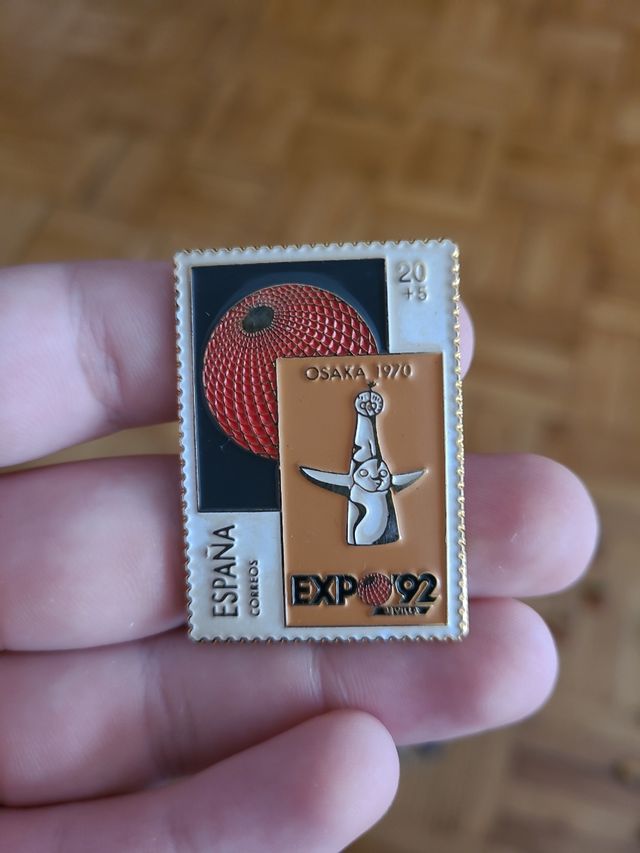 20
+5
OSAKA 1970
ESPAÑA
CORREOS
EXPO'92
SEVILLA